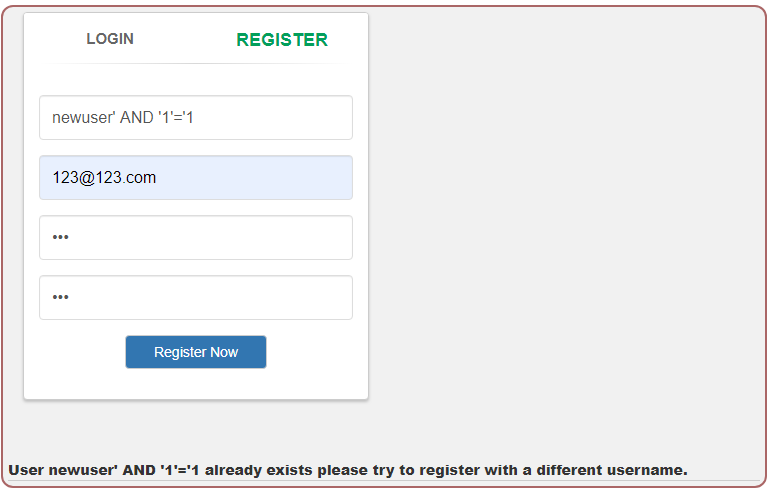 LOGIN REGISTER
newuser' AND '1'='1
123@123.com
•••
•••
Register Now
User newuser' AND '1'='1 already exists please try to register with a different username.